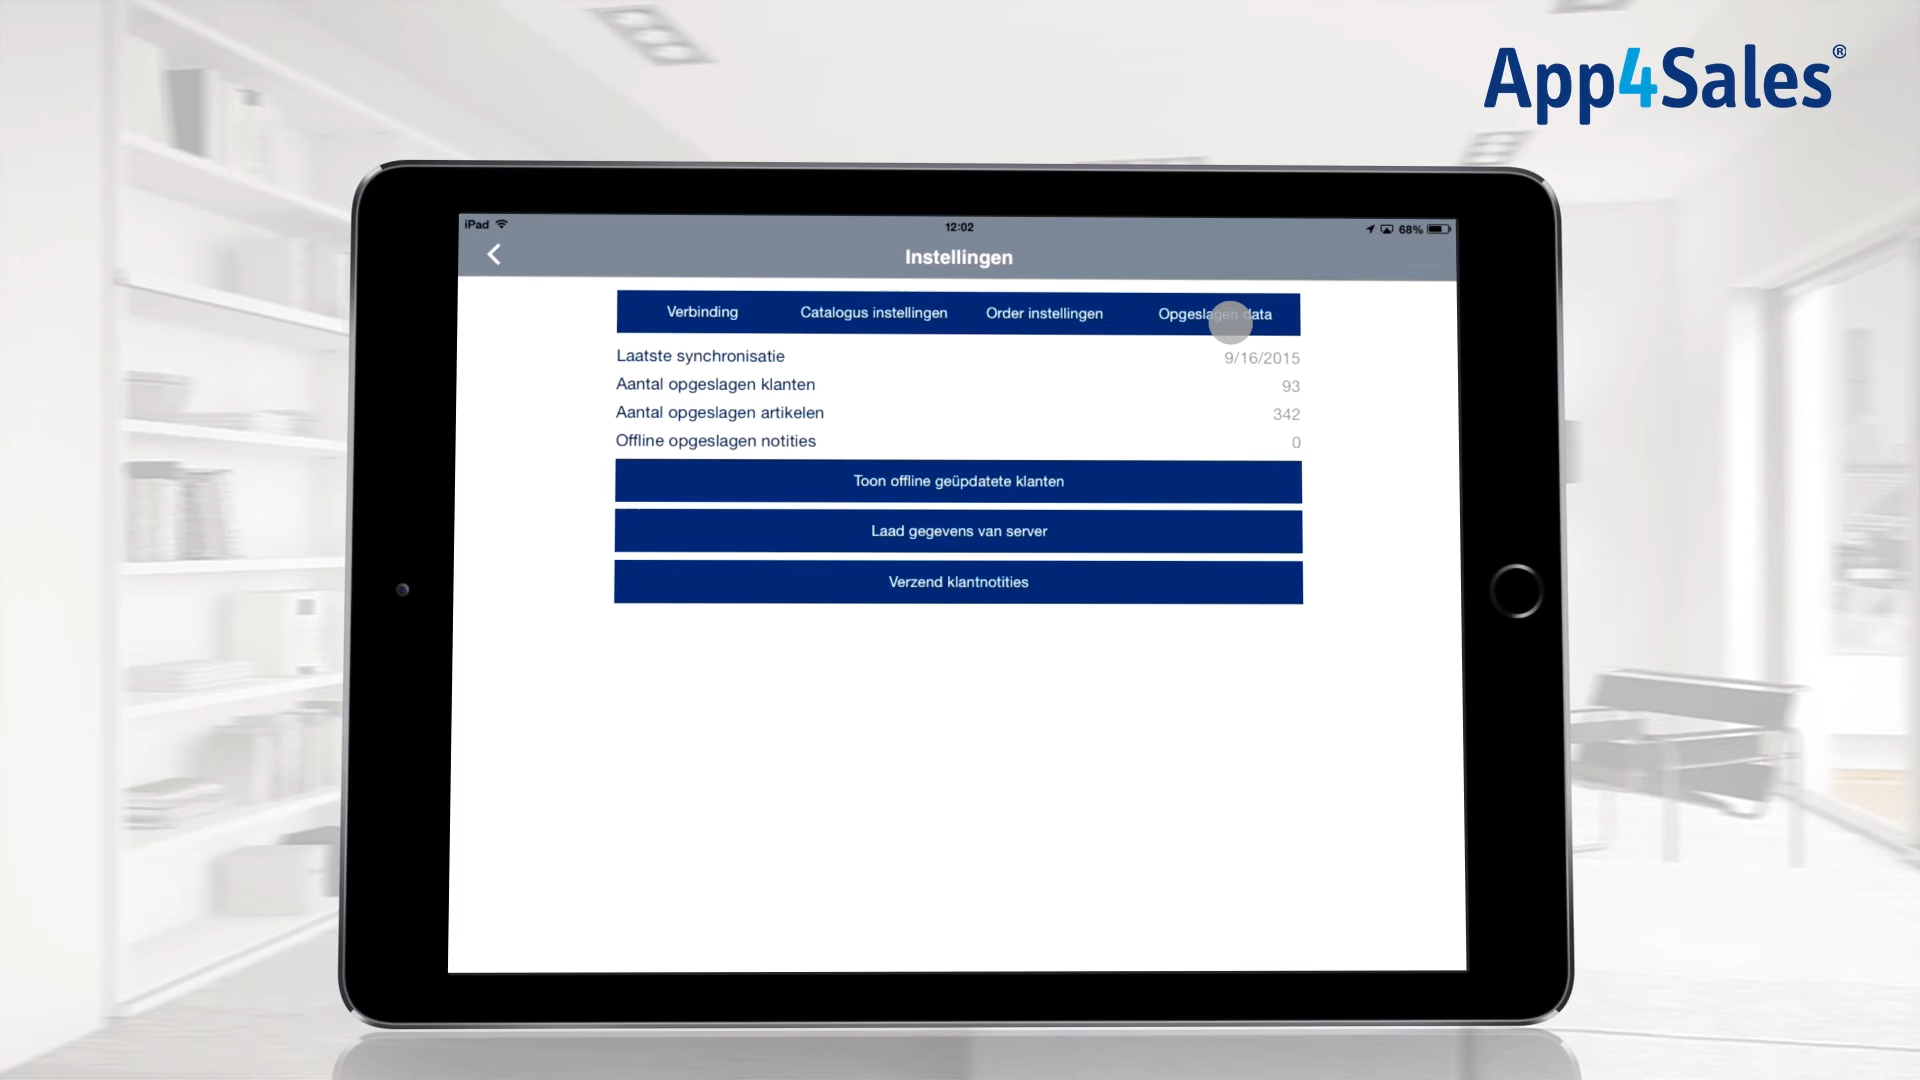 App4Sales®
iPad
12:02
68%
Instellingen
Verbinding
Catalogus instellingen
Order instellingen
Opgeslagen data
Laatste synchronisatie
9/16/2015
Aantal opgeslagen klanten
93
Aantal opgeslagen artikelen
342
Offline opgeslagen notities
0
Toon offline geüpdatete klanten
Laad gegevens van server
Verzend klantnotities